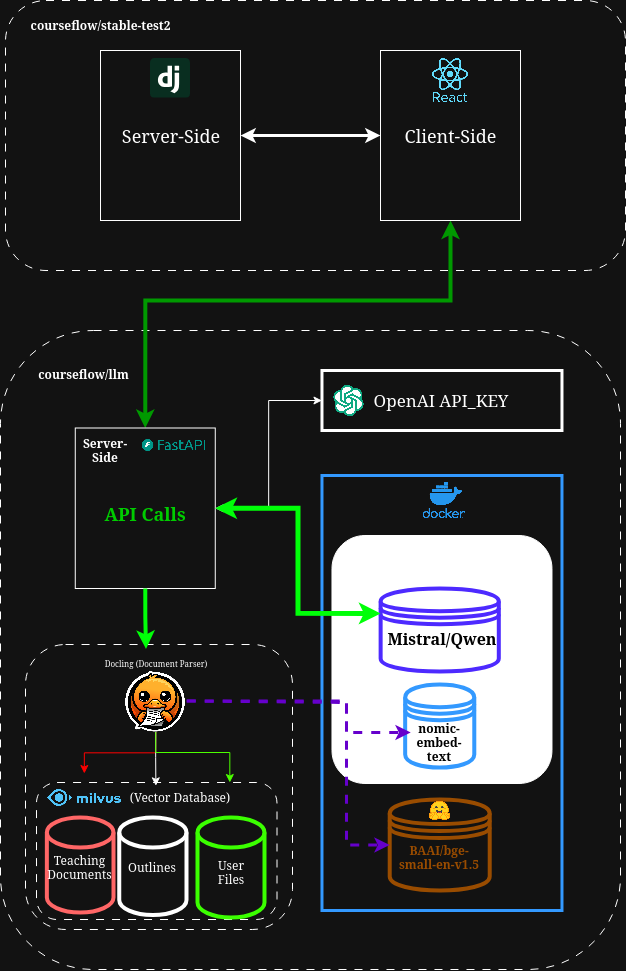 courseflow/stable-test2
dj
React
Server-Side
Client-Side
courseflow/llm
OpenAI API_KEY
Server-
Side
FastAPI
API Calls
docker
Mistral/Qwen
Docling (Document Parser)
nomic-
embed-
text
milvus (Vector Database)
Teaching
Documents
Outlines
User
Files
BAAI/bge-
small-en-v1.5